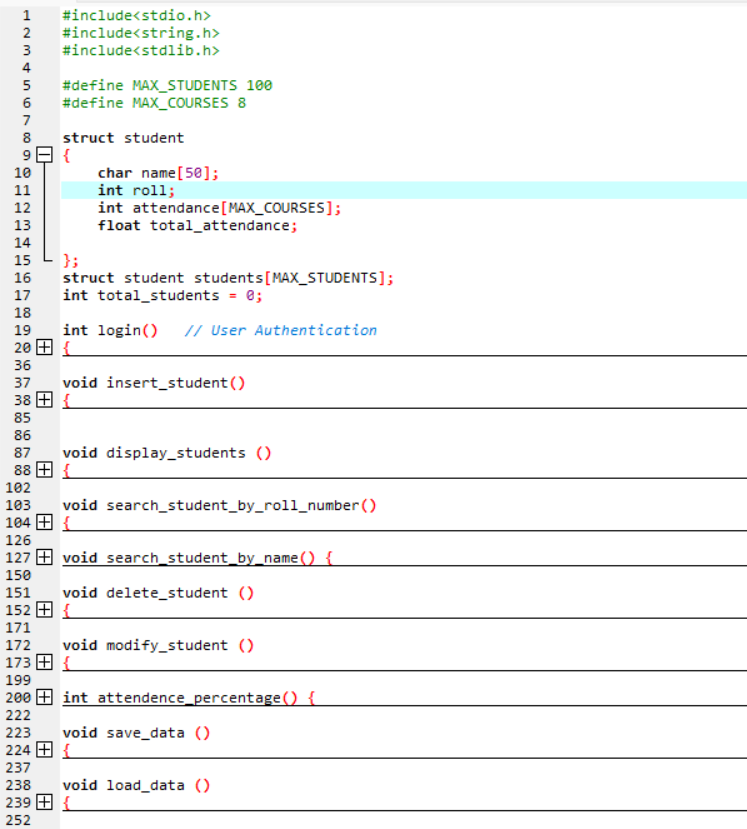 1 #include<stdio.h>
2 #include<string.h>
3 #include<stdlib.h>
4
5 #define MAX_STUDENTS 100
6 #define MAX_COURSES 8
7
8 struct student
9 {
10 char name[50];
11 int roll;
12 int attendance[MAX_COURSES];
13 float total_attendance;
14
15 };
16 struct student students[MAX_STUDENTS];
17 int total_students = 0;
18
19 int login() // User Authentication
20 {
36
37 void insert_student()
38 {
85
86
87 void display_students ()
88 {
102
103 void search_student_by_roll_number()
104 {
126
127 void search_student_by_name() {
150
151 void delete_student ()
152 {
171
172 void modify_student ()
173 {
199
200 int attendence_percentage() {
222
223 void save_data ()
224 {
237
238 void load_data ()
239 {
252